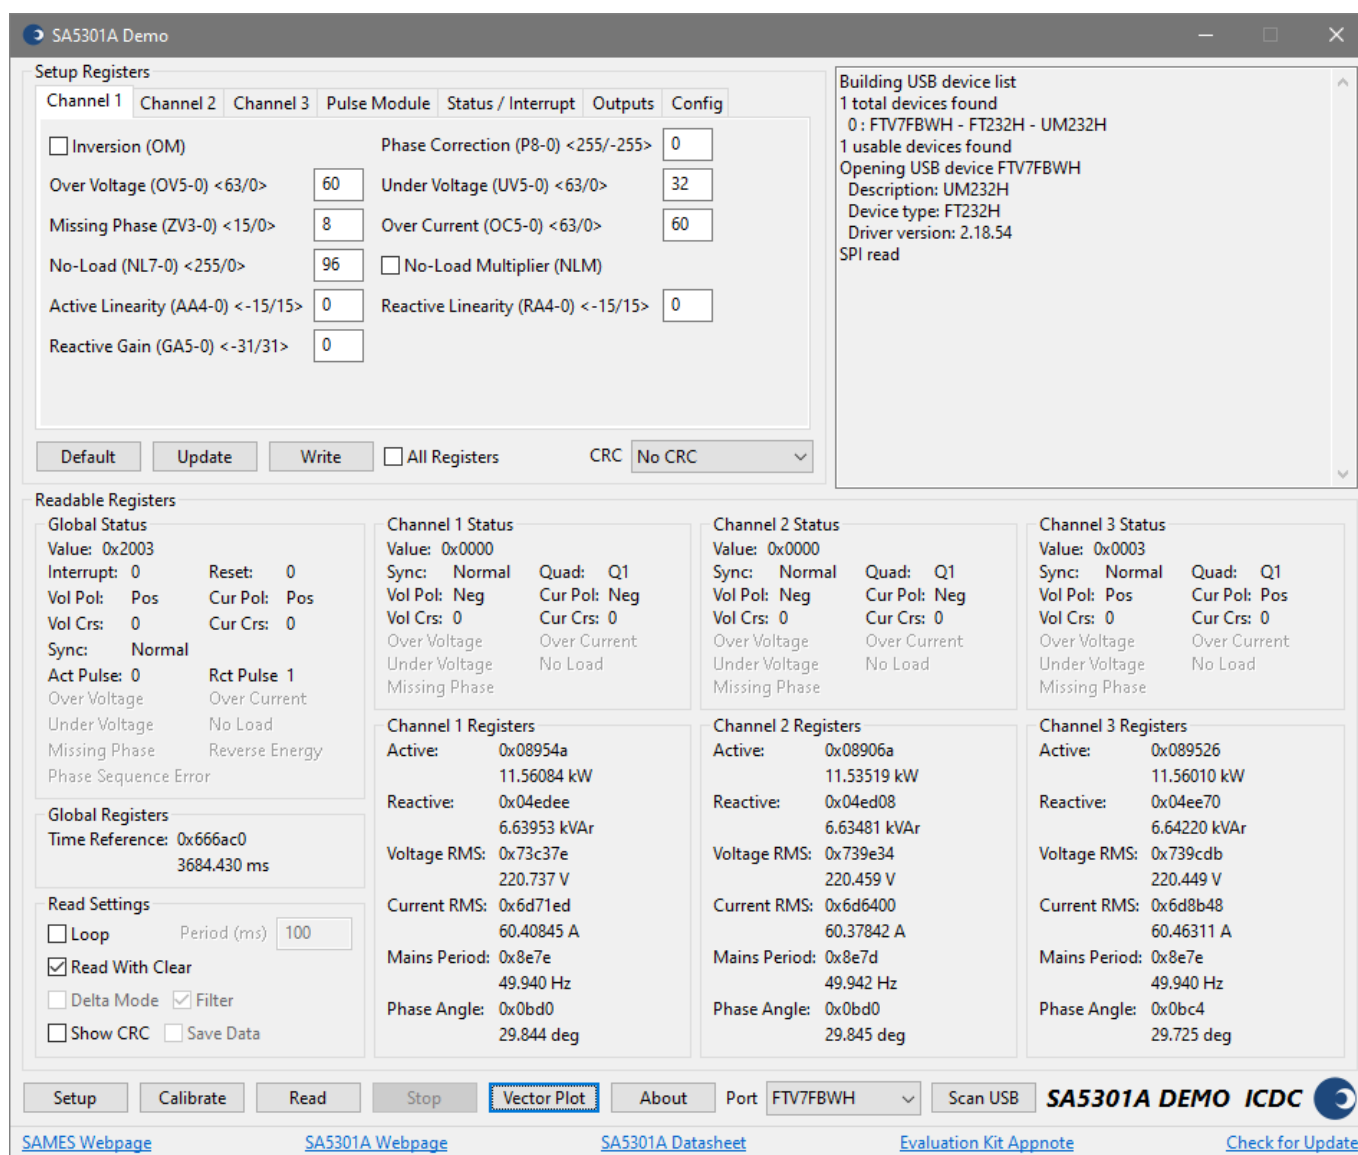 SA5301A Demo
Setup Registers
Channel 1 Channel 2 Channel 3 Pulse Module Status / Interrupt Outputs Config
Inversion (OM) Phase Correction (P8-0) <255/-255> 0
Over Voltage (OV5-0) <63/0> 60 Under Voltage (UV5-0) <63/0> 32
Missing Phase (ZV3-0) <15/0> 8 Over Current (OC5-0) <63/0> 60
No-Load (NL7-0) <255/0> 96 No-Load Multiplier (NLM)
Active Linearity (AA4-0) <-15/15> 0 Reactive Linearity (RA4-0) <-15/15> 0
Reactive Gain (GA5-0) <-31/31> 0
Default Update Write All Registers CRC No CRC
Building USB device list
1 total devices found
0 : FTV7FBWH - FT232H - UM232H
1 usable devices found
Opening USB device FTV7FBWH
Description: UM232H
Device type: FT232H
Driver version: 2.18.54
SPI read
Readable Registers
Global Status
Value: 0x2003
Interrupt: 0 Reset: 0
Vol Pol: Pos Cur Pol: Pos
Vol Crs: 0 Cur Crs: 0
Sync: Normal
Act Pulse: 0 Rct Pulse 1
Over Voltage Over Current
Under Voltage No Load
Missing Phase Reverse Energy
Phase Sequence Error
Global Registers
Time Reference: 0x666ac0
3684.430 ms
Read Settings
Loop Period (ms) 100
Read With Clear
Delta Mode Filter
Show CRC Save Data
Channel 1 Status
Value: 0x0000
Sync: Normal Quad: Q1
Vol Pol: Neg Cur Pol: Neg
Vol Crs: 0 Cur Crs: 0
Over Voltage Over Current
Under Voltage No Load
Missing Phase
Channel 1 Registers
Active: 0x08954a
11.56084 kW
Reactive: 0x04edee
6.63953 kVAr
Voltage RMS: 0x73c37e
220.737 V
Current RMS: 0x6d71ed
60.40845 A
Mains Period: 0x8e7e
49.940 Hz
Phase Angle: 0x0bd0
29.844 deg
Channel 2 Status
Value: 0x0000
Sync: Normal Quad: Q1
Vol Pol: Neg Cur Pol: Neg
Vol Crs: 0 Cur Crs: 0
Over Voltage Over Current
Under Voltage No Load
Missing Phase
Channel 2 Registers
Active: 0x08906a
11.53519 kW
Reactive: 0x04ed08
6.63481 kVAr
Voltage RMS: 0x739e34
220.459 V
Current RMS: 0x6d6400
60.37842 A
Mains Period: 0x8e7d
49.942 Hz
Phase Angle: 0x0bd0
29.845 deg
Channel 3 Status
Value: 0x0003
Sync: Normal Quad: Q1
Vol Pol: Pos Cur Pol: Pos
Vol Crs: 0 Cur Crs: 0
Over Voltage Over Current
Under Voltage No Load
Missing Phase
Channel 3 Registers
Active: 0x089526
11.56010 kW
Reactive: 0x04ee70
6.64220 kVAr
Voltage RMS: 0x739cdb
220.449 V
Current RMS: 0x6d8b48
60.46311 A
Mains Period: 0x8e7e
49.940 Hz
Phase Angle: 0x0bc4
29.725 deg
Setup Calibrate Read Stop Vector Plot About Port FTV7FBWH Scan USB SA5301A DEMO ICDC
SAMES Webpage SA5301A Webpage SA5301A Datasheet Evaluation Kit Appnote Check for Update